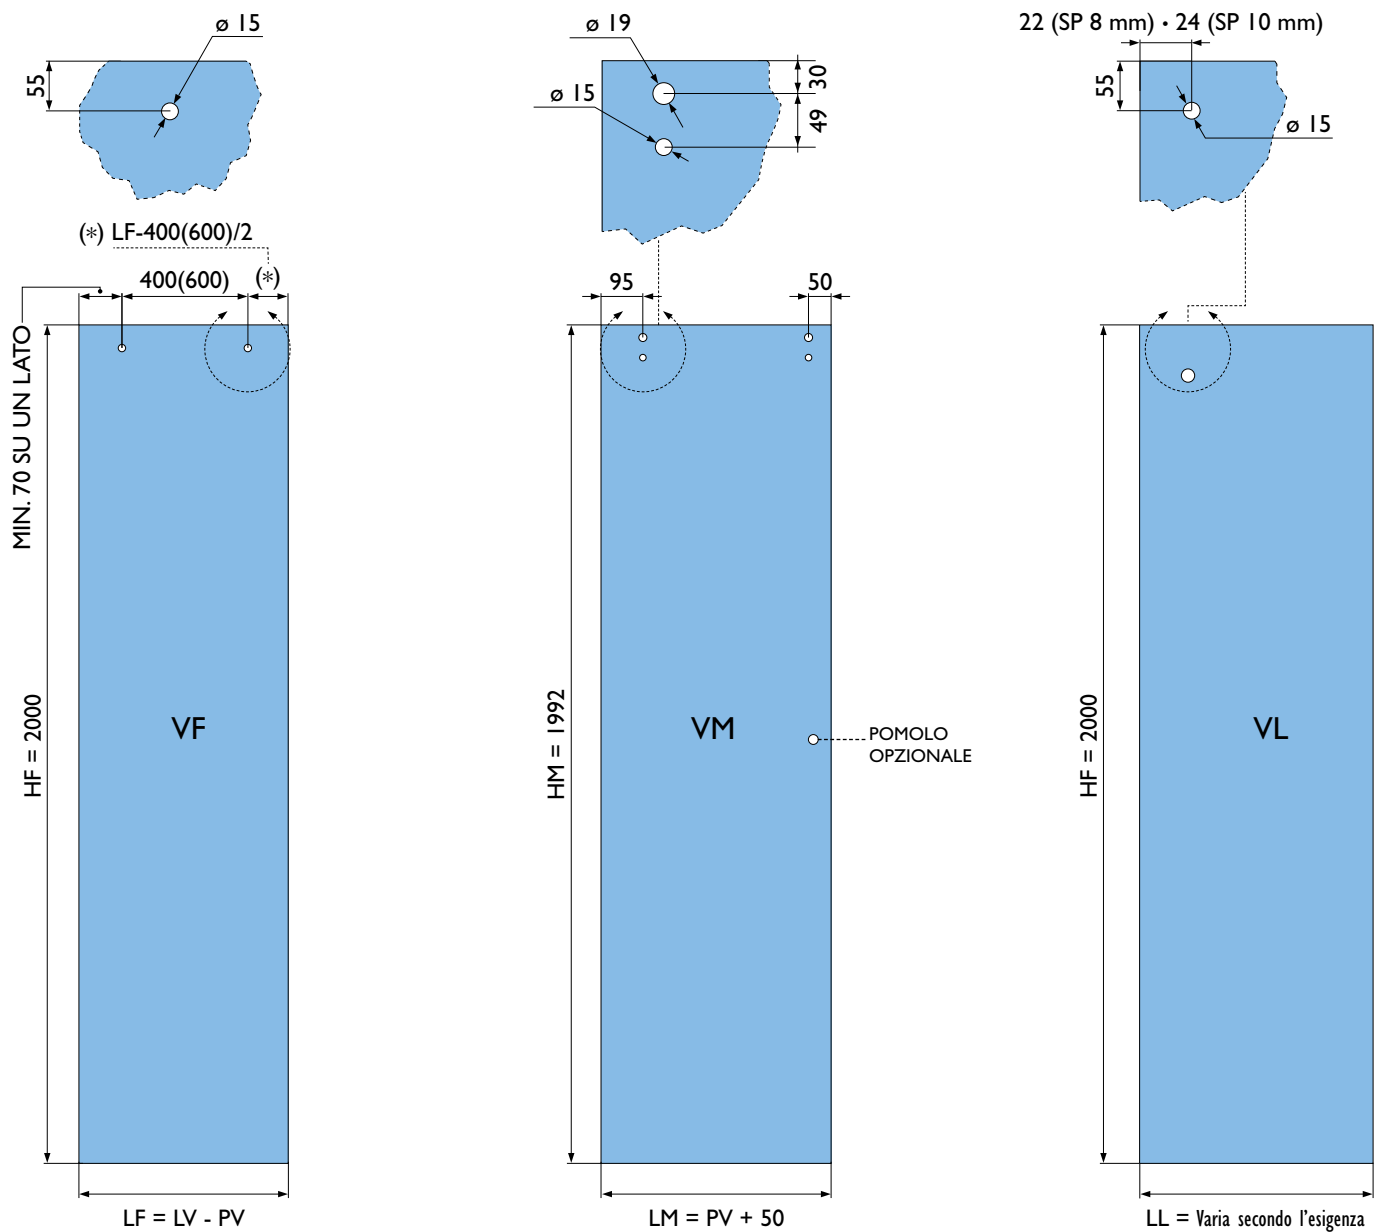 ø 15
55
(*) LF-400(600)/2
400(600)
(*)
MIN. 70 SU UN LATO
HF = 2000
VF
LF = LV - PV
ø 19
ø 15
30
49
95
50
HM = 1992
VM
POMOLO
OPZIONALE
LM = PV + 50
22 (SP 8 mm) • 24 (SP 10 mm)
55
ø 15
HF = 2000
VL
LL = Varia secondo l'esigenza